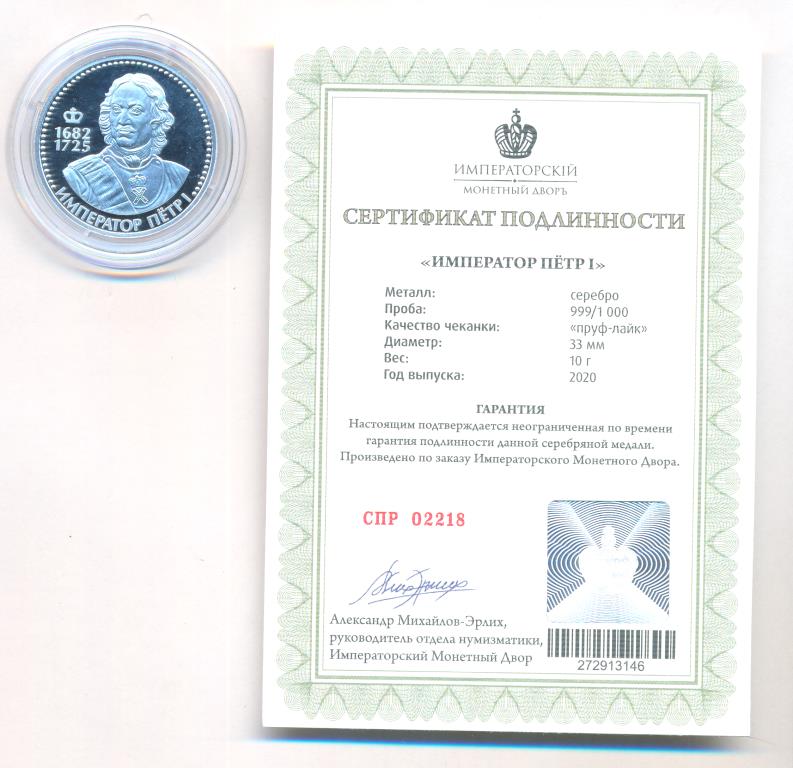 1682
1725
ИМПЕРАТОР ПЁТР I
ИМПЕРАТОРСКІЙ
МОНЕТНЫЙ ДВОРЪ
СЕРТИФИКАТ ПОДЛИННОСТИ
«ИМПЕРАТОР ПЁТР I»
Металл: серебро
Проба: 999/1 000
Качество чеканки: «пруф-лайк»
Диаметр: 33 мм
Вес: 10 г
Год выпуска: 2020
ГАРАНТИЯ
Настоящим подтверждается неограниченная по времени
гарантия подлинности данной серебряной медали.
Произведено по заказу Императорского Монетного Двора.
СПР 02218
Александр Михайлов-Эрлих,
руководитель отдела нумизматики,
Императорский Монетный Двор
272913146